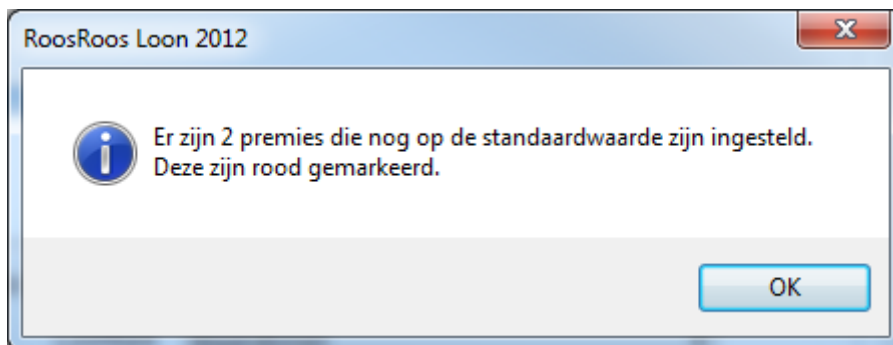 RoosRoos Loon 2012
Er zijn 2 premies die nog op de standaardwaarde zijn ingesteld.
Deze zijn rood gemarkeerd.
OK